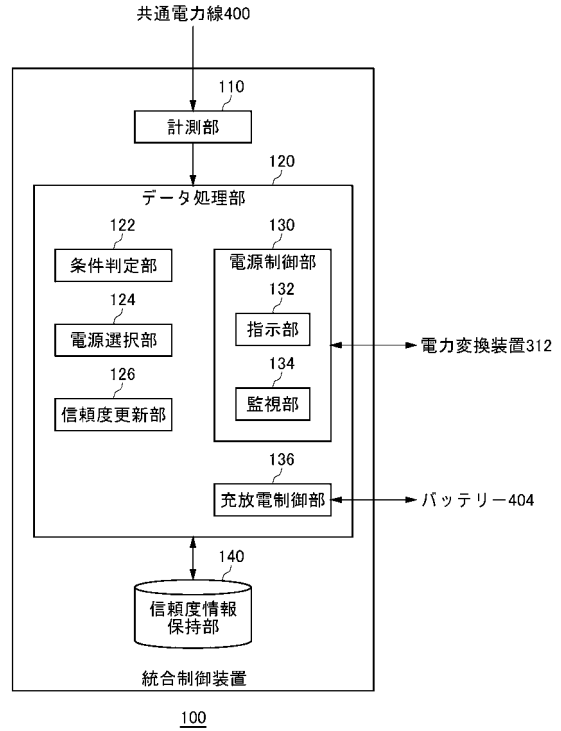 共通電力線400
110
計測部
120
データ処理部
122
条件判定部
124
電源選択部
126
信頼度更新部
130
電源制御部
132
指示部
134
監視部
電力変換装置312
136
充放電制御部
バッテリー404
140
信頼度情報
保持部
統合制御装置
100